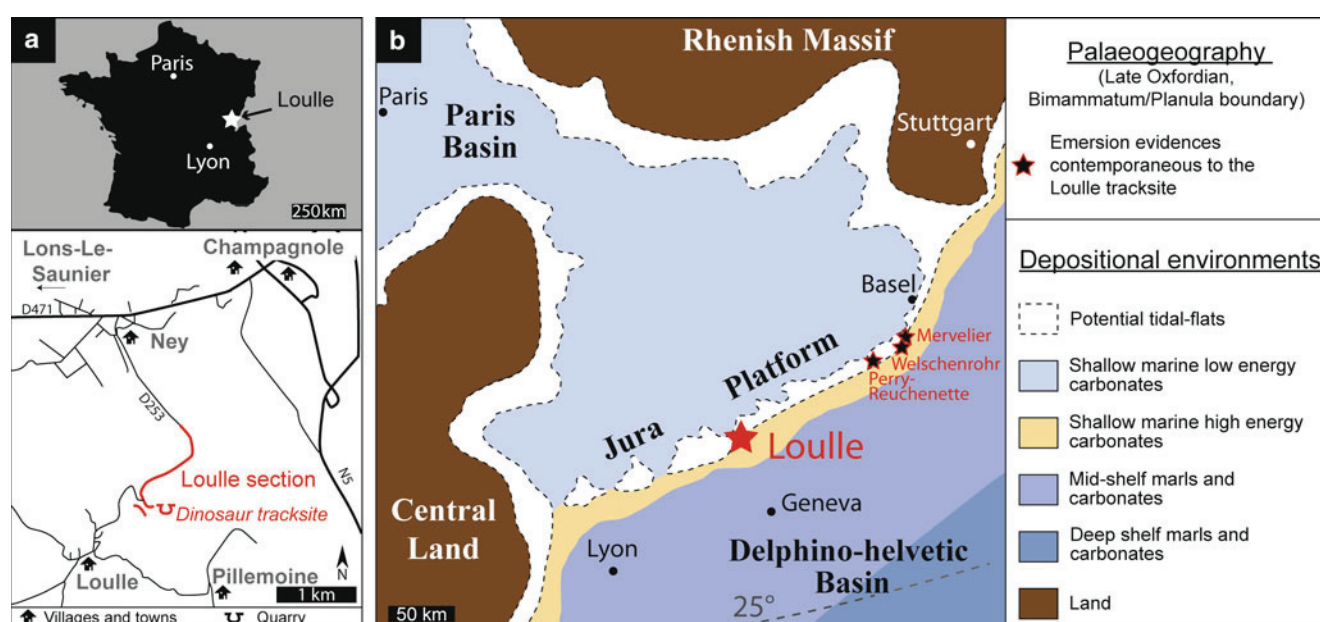 a
Paris
Loulle
Lyon
250km
Lons-Le-
Saunier
Champagnole
D471
Ney
D253
N5
Loulle section
Dinosaur tracksite
Loulle
Pillemoine
N
1 km
Villages and towns
Quarry
b
Rhenish Massif
Paris
Paris
Basin
Stuttgart
Basel
Mervelier
Welschenrohr
Perry-
Reuchenette
Jura Platform
Loulle
Geneva
Central
Land
Lyon
Delphino-helvetic
Basin
25°
50 km
Palaeogeography
(Late Oxfordian,
Bimammatum/Planula boundary)
Emersion evidences
contemporaneous to the
Loulle tracksite
Depositional environments
Potential tidal-flats
Shallow marine low energy
carbonates
Shallow marine high energy
carbonates
Mid-shelf marls and
carbonates
Deep shelf marls and
carbonates
Land